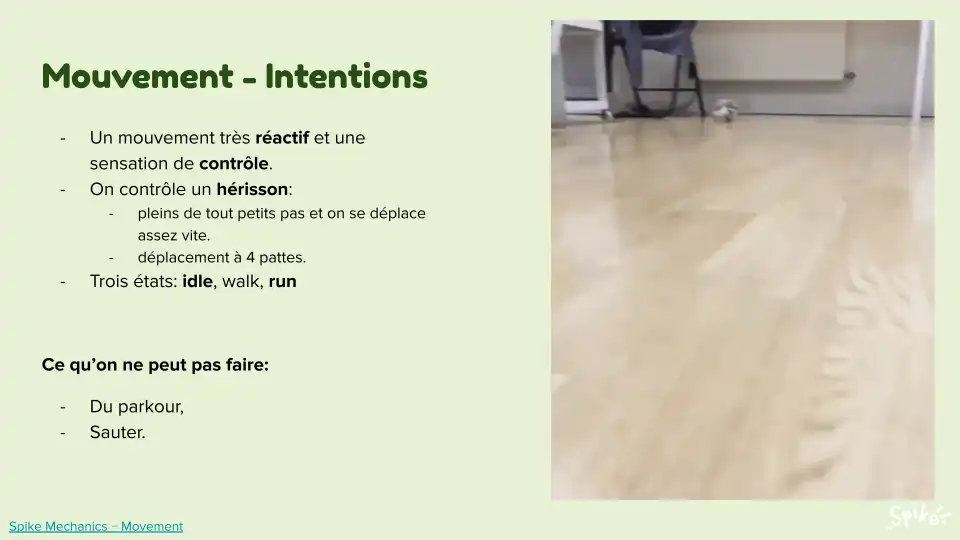 Mouvement - Intentions
- Un mouvement très réactif et une
sensation de contrôle.
- On contrôle un hérisson:
- pleins de tout petits pas et on se déplace
assez vite.
- déplacement à 4 pattes.
- Trois états: idle, walk, run
Ce qu’on ne peut pas faire:
- Du parkour,
- Sauter.
Spike Mechanics – Movement